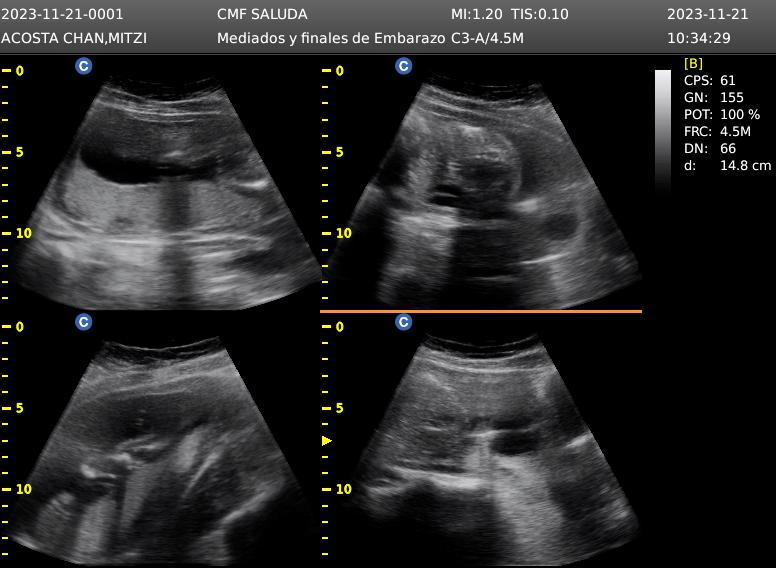 2023-11-21-0001 CMF SALUDA MI:1.20 TIS:0.10 2023-11-21
ACOSTA CHAN,MITZI Mediados y finales de Embarazo C3-A/4.5M 10:34:29
C C
[B]
CPS: 61
GN: 155
POT: 100 %
FRC: 4.5M
DN: 66
d: 14.8 cm
0 0
5 5
10 10
C C
0 0
5 5
10 10